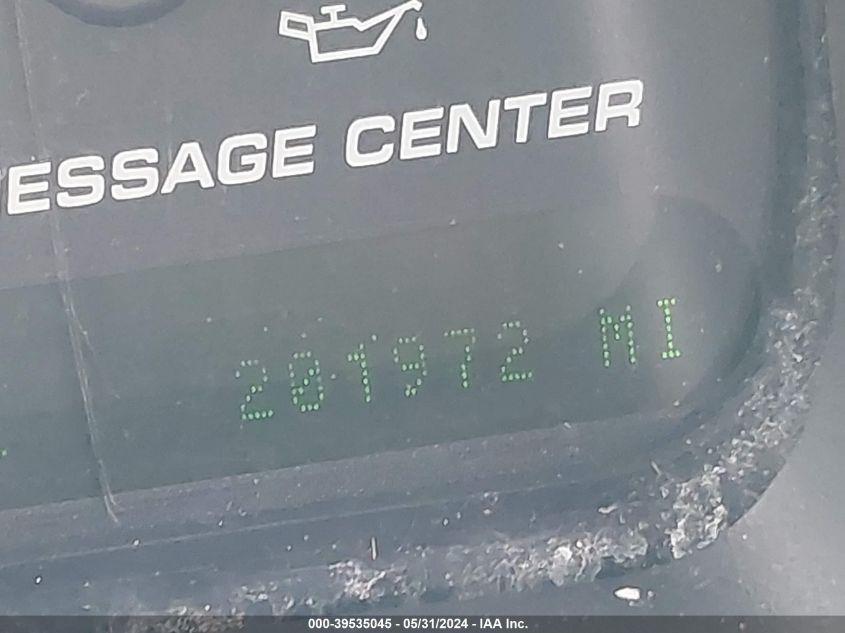 ESSAGE CENTER
201972 MI
000-39535045 - 05/31/2024 - IAA Inc.